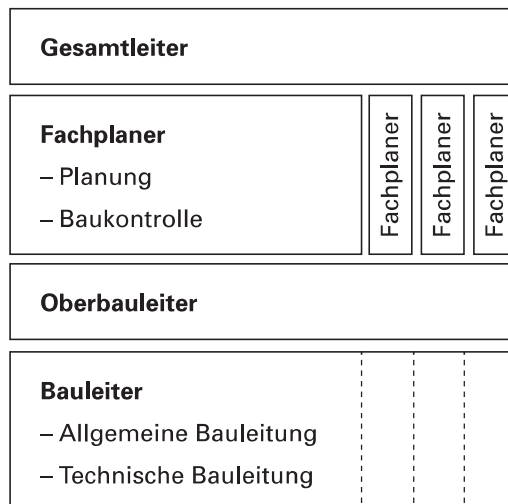 Gesamtleiter
Fachplaner
– Planung
– Baukontrolle
Fachplaner
Fachplaner
Fachplaner
Oberbauleiter
Bauleiter
– Allgemeine Bauleitung
– Technische Bauleitung